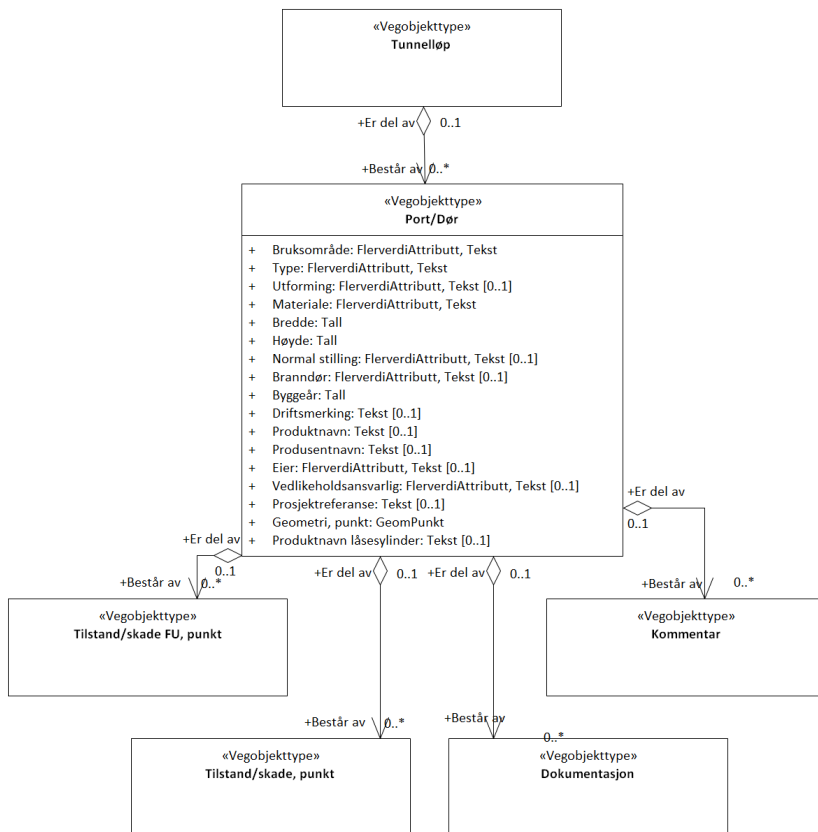 «Vegobjekttype»
Tunnelløp
+Er del av 0..1
+Består av 0..*
«Vegobjekttype»
Port/Dør
+ Bruksområde: FlerverdiAttributt, Tekst
+ Type: FlerverdiAttributt, Tekst
+ Utforming: FlerverdiAttributt, Tekst [0..1]
+ Materiale: FlerverdiAttributt, Tekst
+ Bredde: Tall
+ Høyde: Tall
+ Normal stilling: FlerverdiAttributt, Tekst [0..1]
+ Branndør: FlerverdiAttributt, Tekst [0..1]
+ Byggeår: Tall
+ Driftsmerking: Tekst [0..1]
+ Produktnavn: Tekst [0..1]
+ Produsentnavn: Tekst [0..1]
+ Eier: FlerverdiAttributt, Tekst [0..1]
+ Vedlikeholdsansvarlig: FlerverdiAttributt, Tekst [0..1]
+ Prosjektreferanse: Tekst [0..1]
+ Geometri, punkt: GeomPunkt
+ Produktnavn låsesylinder: Tekst [0..1]
+Er del av
0..1
+Er del av
0..1
+Er del av 0..1
+Er del av 0..1
+Består av 0..*
+Består av 0..*
«Vegobjekttype»
Tilstand/skade FU, punkt
«Vegobjekttype»
Kommentar
+Består av 0..*
+Består av
0..*
«Vegobjekttype»
Tilstand/skade, punkt
«Vegobjekttype»
Dokumentasjon